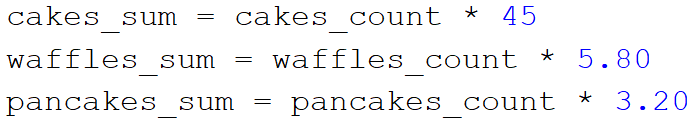 cakes_sum = cakes_count * 45
waffles_sum = waffles_count * 5.80
pancakes_sum = pancakes_count * 3.20